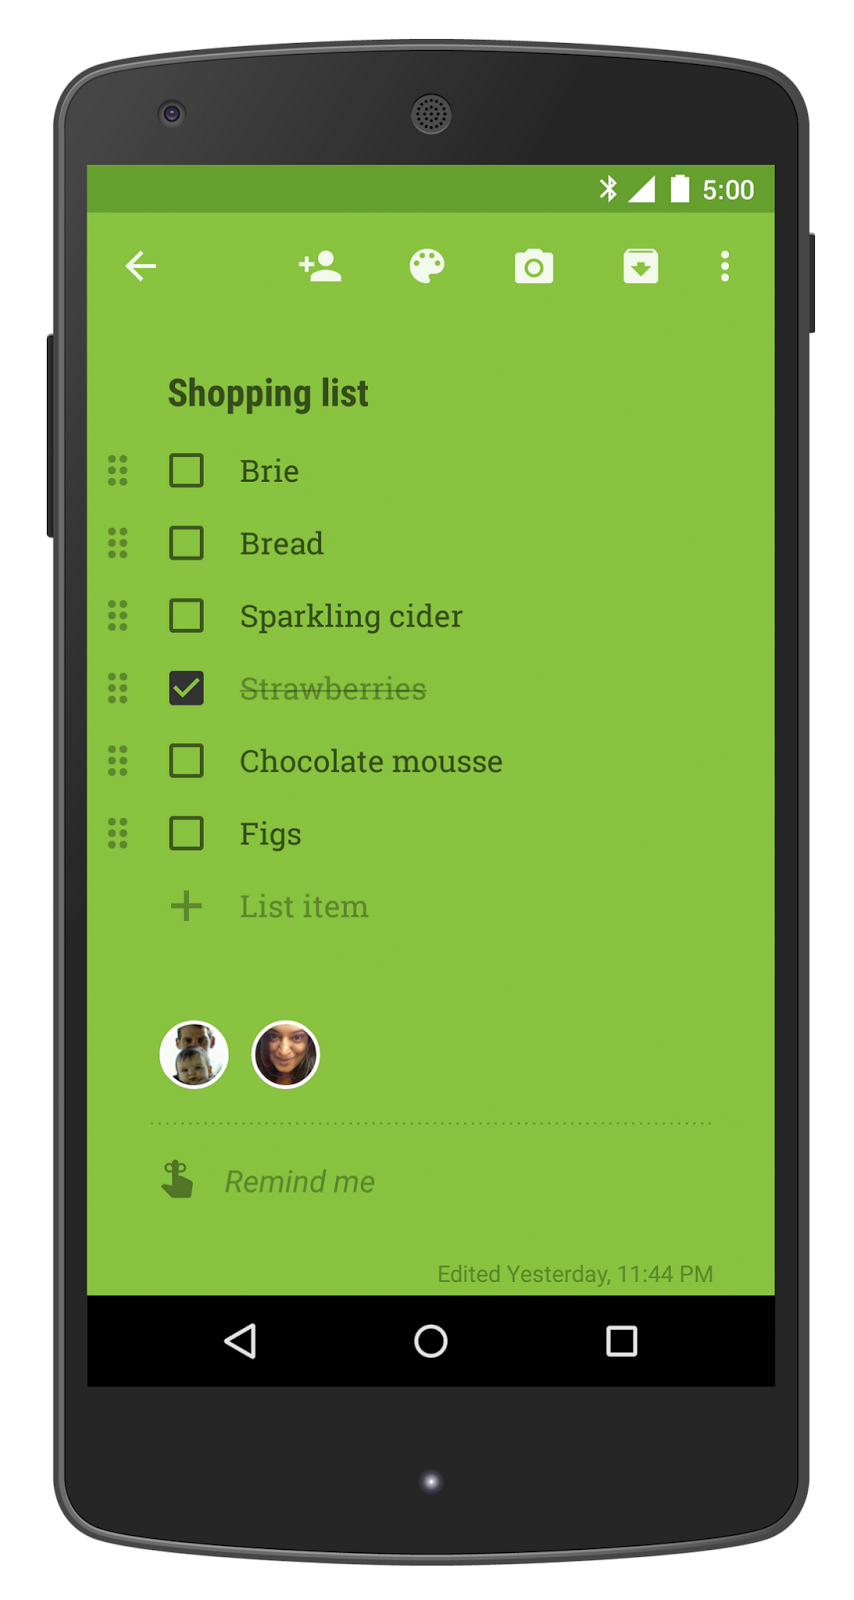 5:00
Shopping list
Brie
Bread
Sparkling cider
Strawberries
Chocolate mousse
Figs
List item
Remind me
Edited Yesterday, 11:44 PM